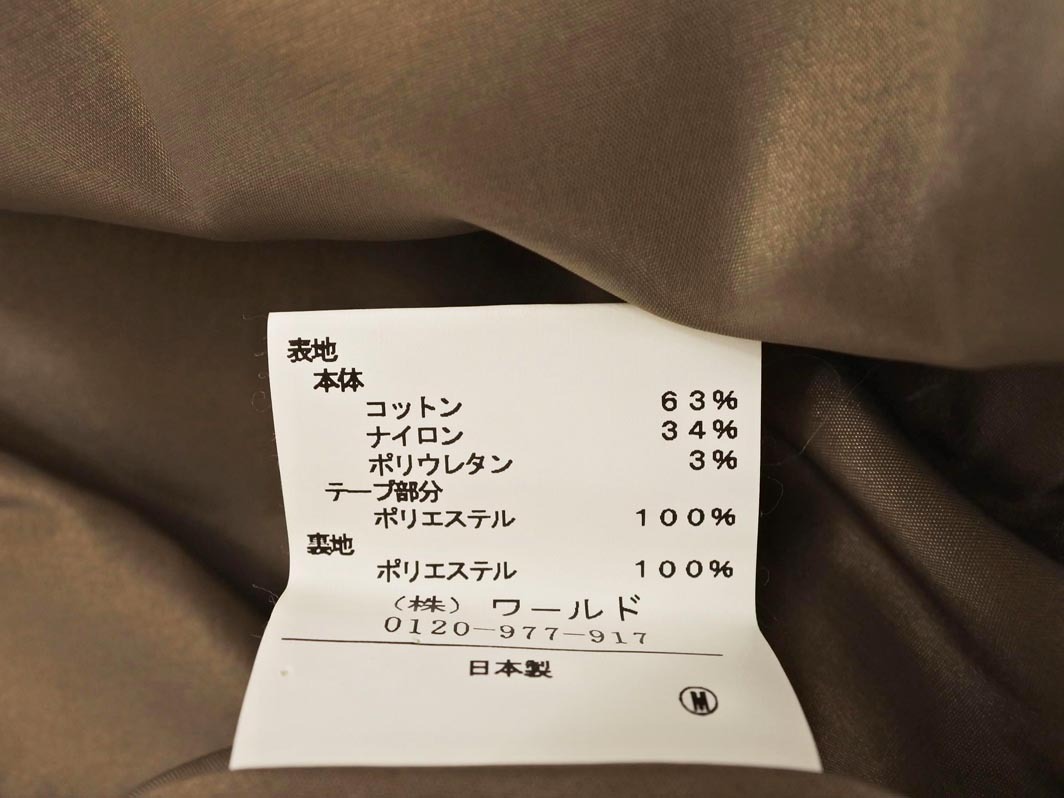 表地
本体
コットン 63%
ナイロン 34%
ポリウレタン 3%
テープ部分
ポリエステル 100%
裏地
ポリエステル 100%
(株) ワールド
0120-977-917
日本製
M